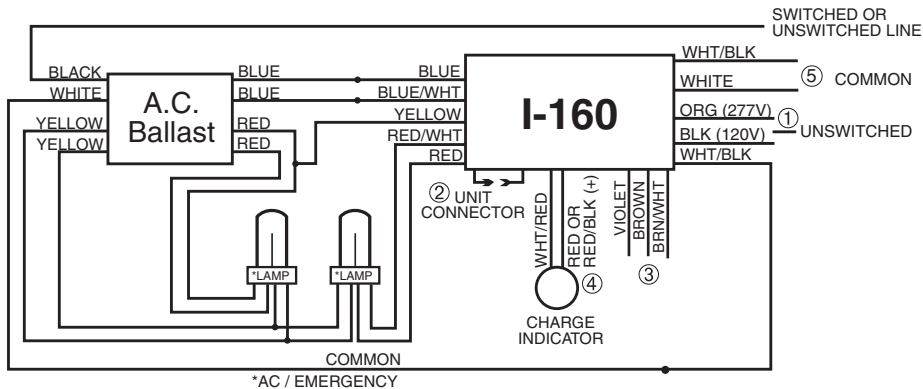 SWITCHED OR
UNSWITCHED LINE
BLACK
WHITE
YELLOW
YELLOW
A.C.
Ballast
BLUE
BLUE
RED
RED
BLUE
BLUE/WHT
YELLOW
RED/WHT
RED
I-160
WHT/BLK
WHITE
⑤ COMMON
ORG (277V)
①
UNSWITCHED
BLK (120V)
WHT/BLK
② UNIT
CONNECTOR
WHT/RED
RED OR
RED/BLK (+)
VIOLET
BROWN
BRN/WHT
③
④
CHARGE
INDICATOR
*LAMP
*LAMP
COMMON
*AC / EMERGENCY